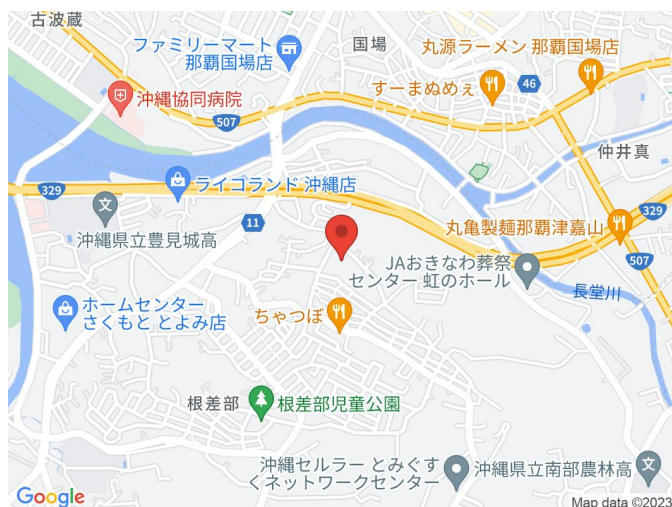 古波蔵
ファミリーマート
那覇国場店
国場
丸源ラーメン 那覇国場店
すーまぬめぇ
46
沖縄協同病院
507
仲井真
329
ライコランド 沖縄店
沖縄県立豊見城高
11
329
丸亀製麺那覇津嘉山
507
JAおきなわ葬祭
センター 虹のホール
長堂川
ホームセンター
さくもと とよみ店
ちゃつぼ
根差部
根差部児童公園
沖縄セルラー とみぐす
くネットワークセンター
沖縄県立南部農林高
文
文
Google
Map data ©2023